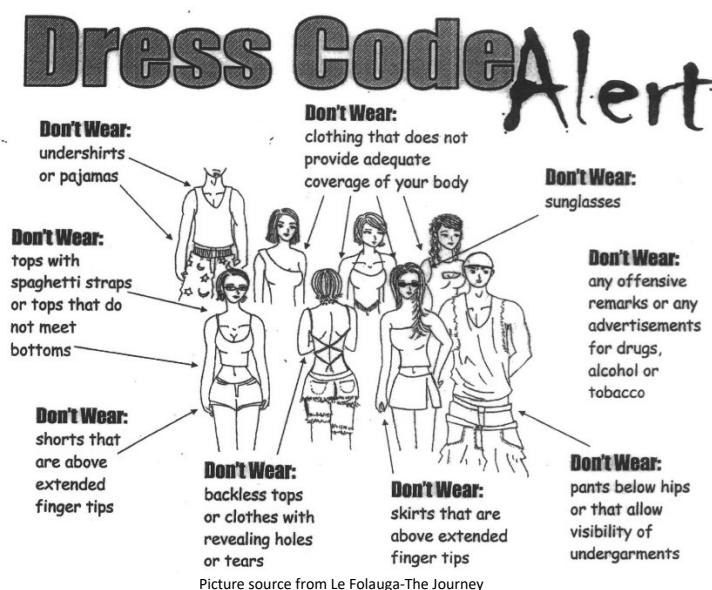 Dress Code Alert
Don't Wear:
undershirts
or pajamas
Don't Wear:
clothing that does not
provide adequate
coverage of your body
Don't Wear:
sunglasses
Don't Wear:
tops with
spaghetti straps
or tops that do
not meet
bottoms
Don't Wear:
any offensive
remarks or any
advertisements
for drugs,
alcohol or
tobacco
Don't Wear:
shorts that
are above
extended
finger tips
Don't Wear:
backless tops
or clothes with
revealing holes
or tears
Don't Wear:
skirts that are
above extended
finger tips
Don't Wear:
pants below hips
or that allow
visibility of
undergarments
Picture source from Le Folauga-The Journey